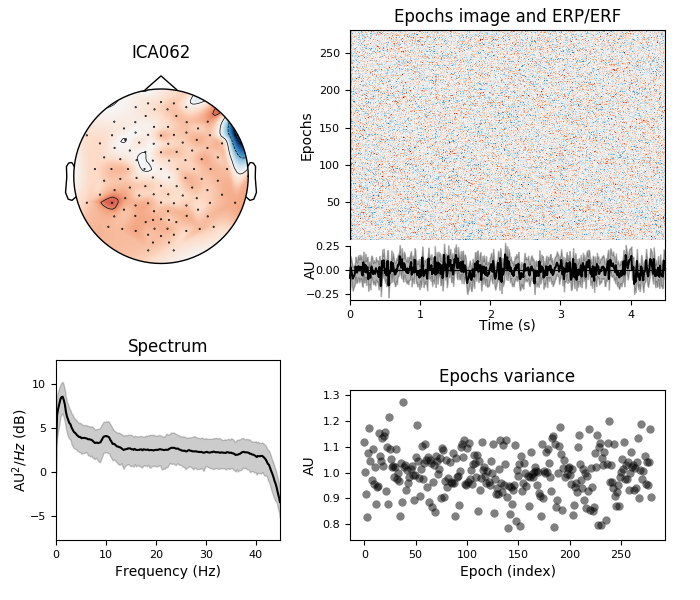 ICA062
Epochs image and ERP/ERF
Epochs
250
200
150
100
50
AU
0.25
0.00
−0.25
0 1 2 3 4
Time (s)
Spectrum
AU²/Hz (dB)
10
5
0
−5
0 10 20 30 40
Frequency (Hz)
Epochs variance
AU
1.3
1.2
1.1
1.0
0.9
0.8
0 50 100 150 200 250
Epoch (index)